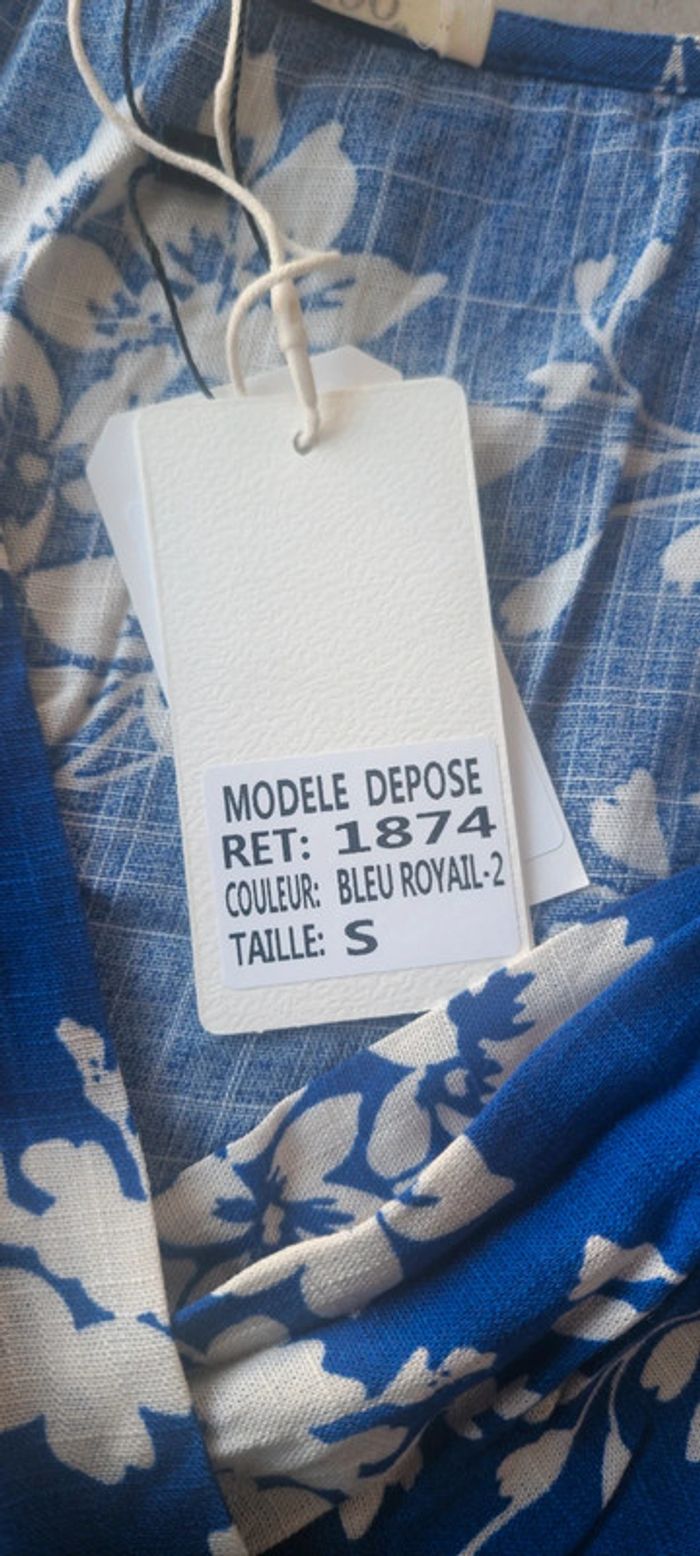 MODELE DEPOSE
RET: 1874
COULEUR: BLEU ROYAIL-2
TAILLE: S